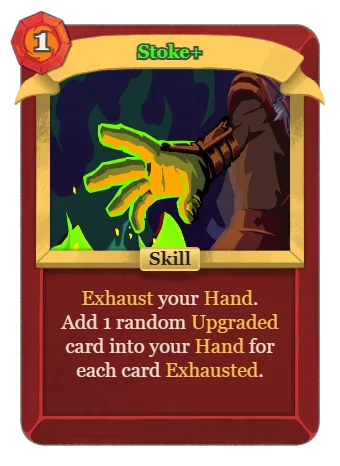 1
Stoke+
Skill
Exhaust your Hand.
Add 1 random Upgraded
card into your Hand for
each card Exhausted.